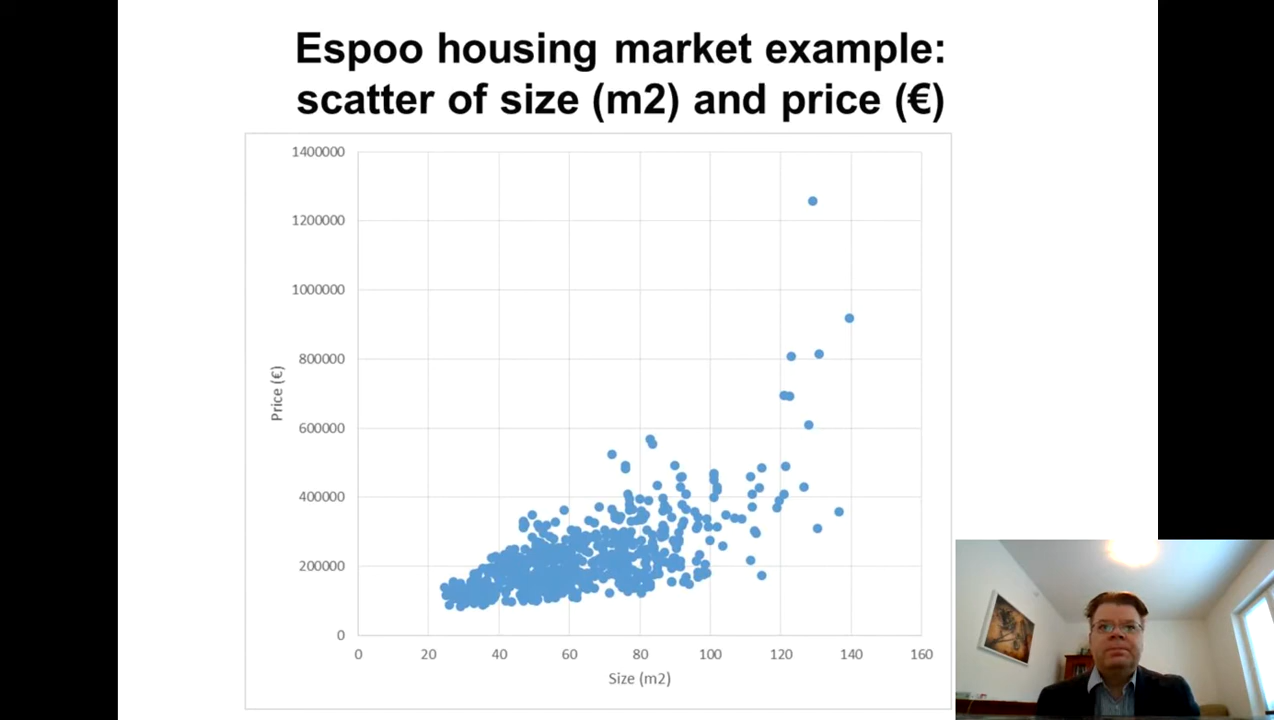 Espoo housing market example:
scatter of size (m2) and price (€)
1400000
1200000
1000000
800000
600000
400000
200000
0
Price (€)
0 20 40 60 80 100 120 140 160
Size (m2)